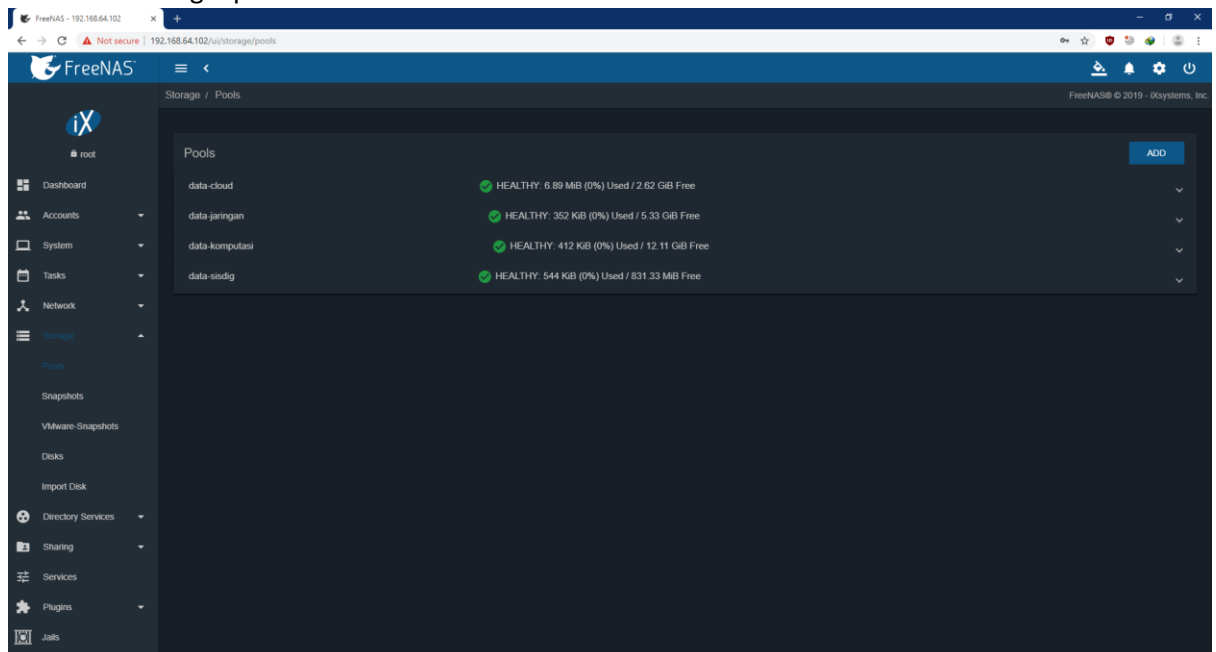 FreeNAS - 192.168.64.102
Not secure | 192.168.64.102/ui/storage/pools
FreeNAS
Storage / Pools
FreeNAS® © 2019 - iXsystems, Inc.
iX
root
Pools
ADD
Dashboard
data-cloud HEALTHY: 6.89 MiB (0%) Used / 2.62 GiB Free
Accounts
data-jaringan HEALTHY: 352 KiB (0%) Used / 5.33 GiB Free
System
data-komputasi HEALTHY: 412 KiB (0%) Used / 12.11 GiB Free
Tasks
data-sisdig HEALTHY: 544 KiB (0%) Used / 831.33 MiB Free
Network
Storage
Pools
Snapshots
VMware-Snapshots
Disks
Import Disk
Directory Services
Sharing
Services
Plugins
Jails